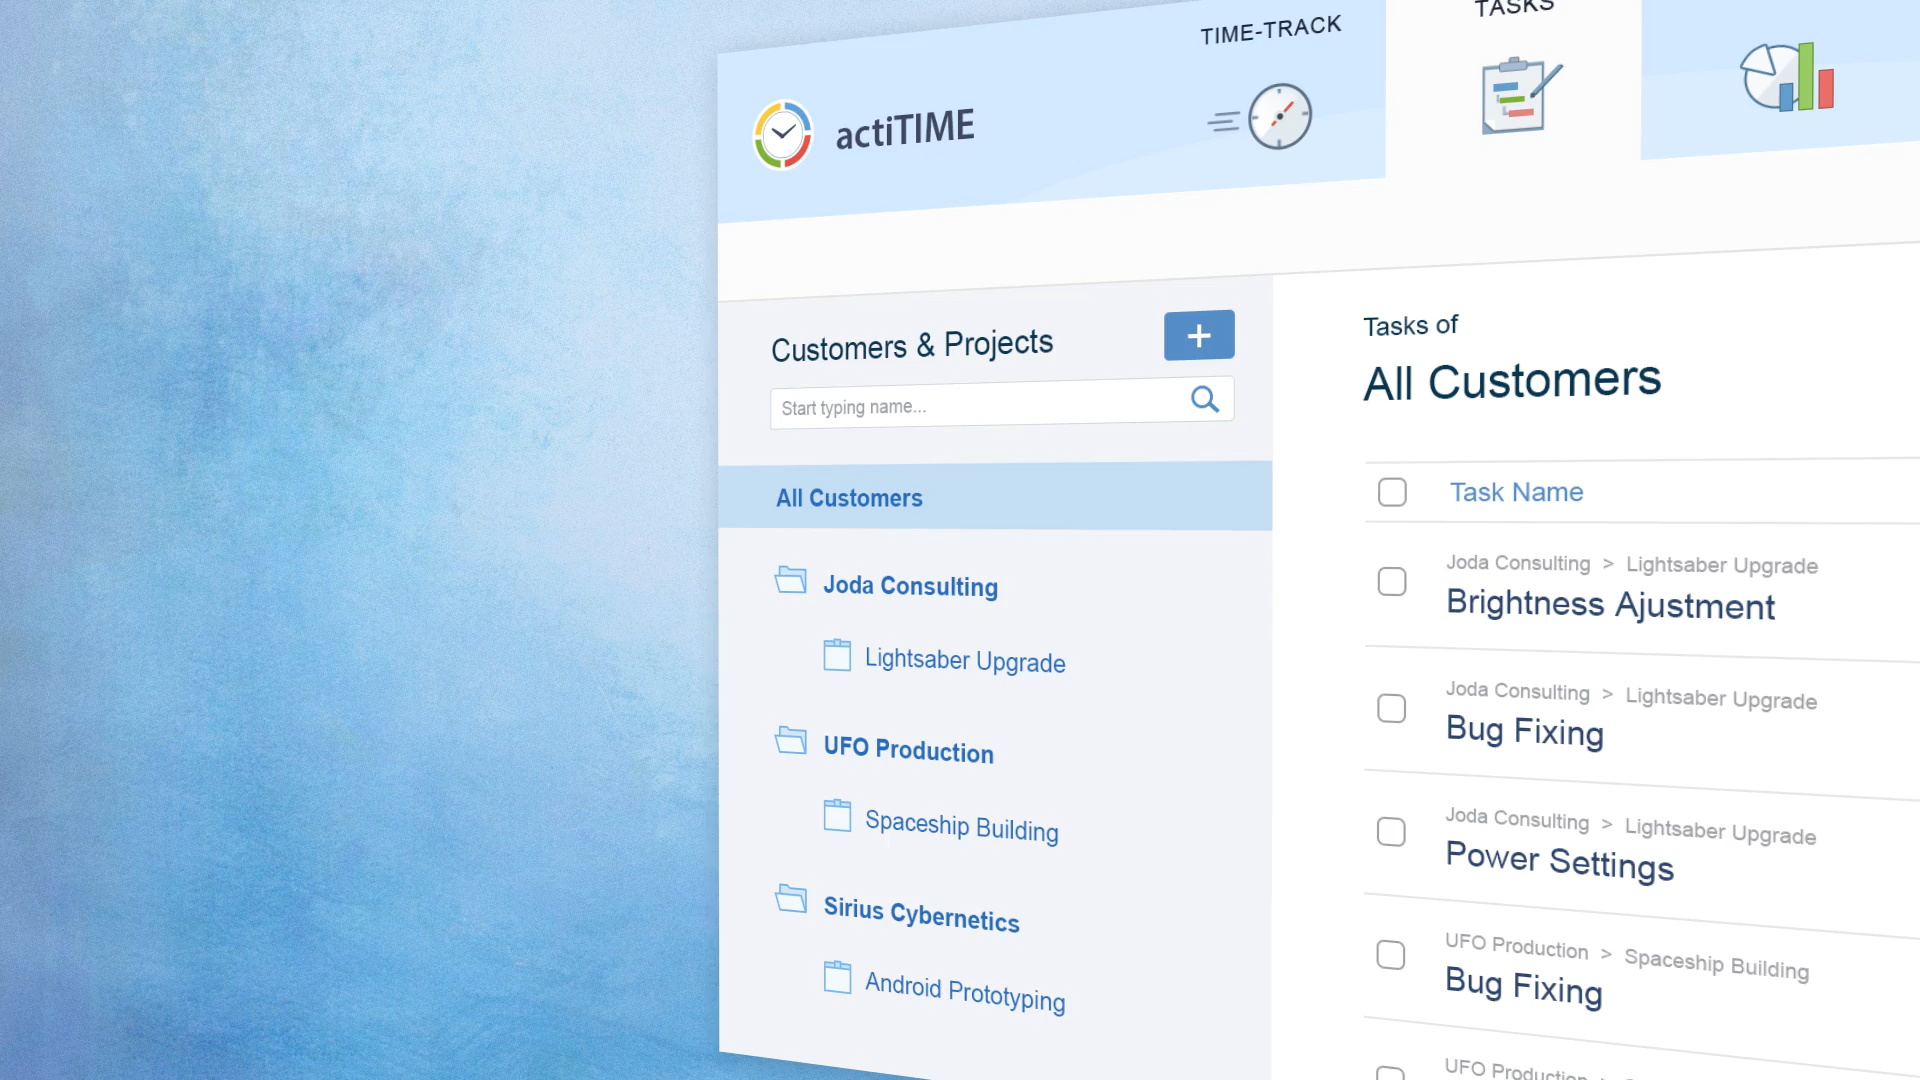 TIME-TRACK
TASKS
actiTIME
Customers & Projects
Start typing name...
All Customers
Joda Consulting
Lightsaber Upgrade
UFO Production
Spaceship Building
Sirius Cybernetics
Android Prototyping
Tasks of
All Customers
Task Name
Joda Consulting > Lightsaber Upgrade
Brightness Ajustment
Joda Consulting > Lightsaber Upgrade
Bug Fixing
Joda Consulting > Lightsaber Upgrade
Power Settings
UFO Production > Spaceship Building
Bug Fixing
UFO Production